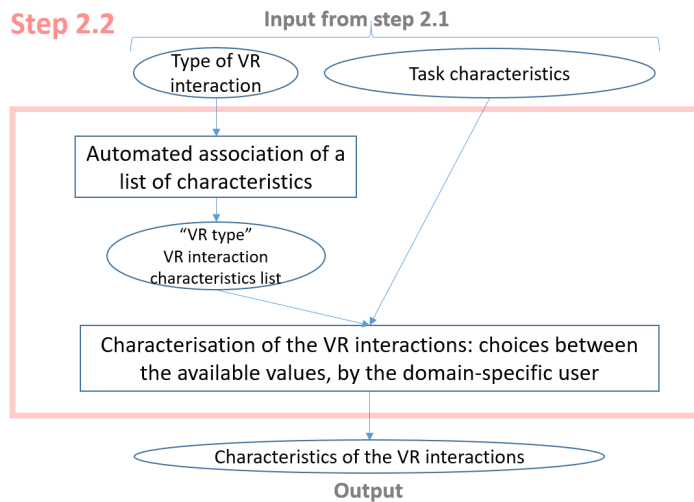 Step 2.2
Input from step 2.1
Type of VR
interaction
Task characteristics
Automated association of a
list of characteristics
“VR type”
VR interaction
characteristics list
Characterisation of the VR interactions: choices between
the available values, by the domain-specific user
Characteristics of the VR interactions
Output